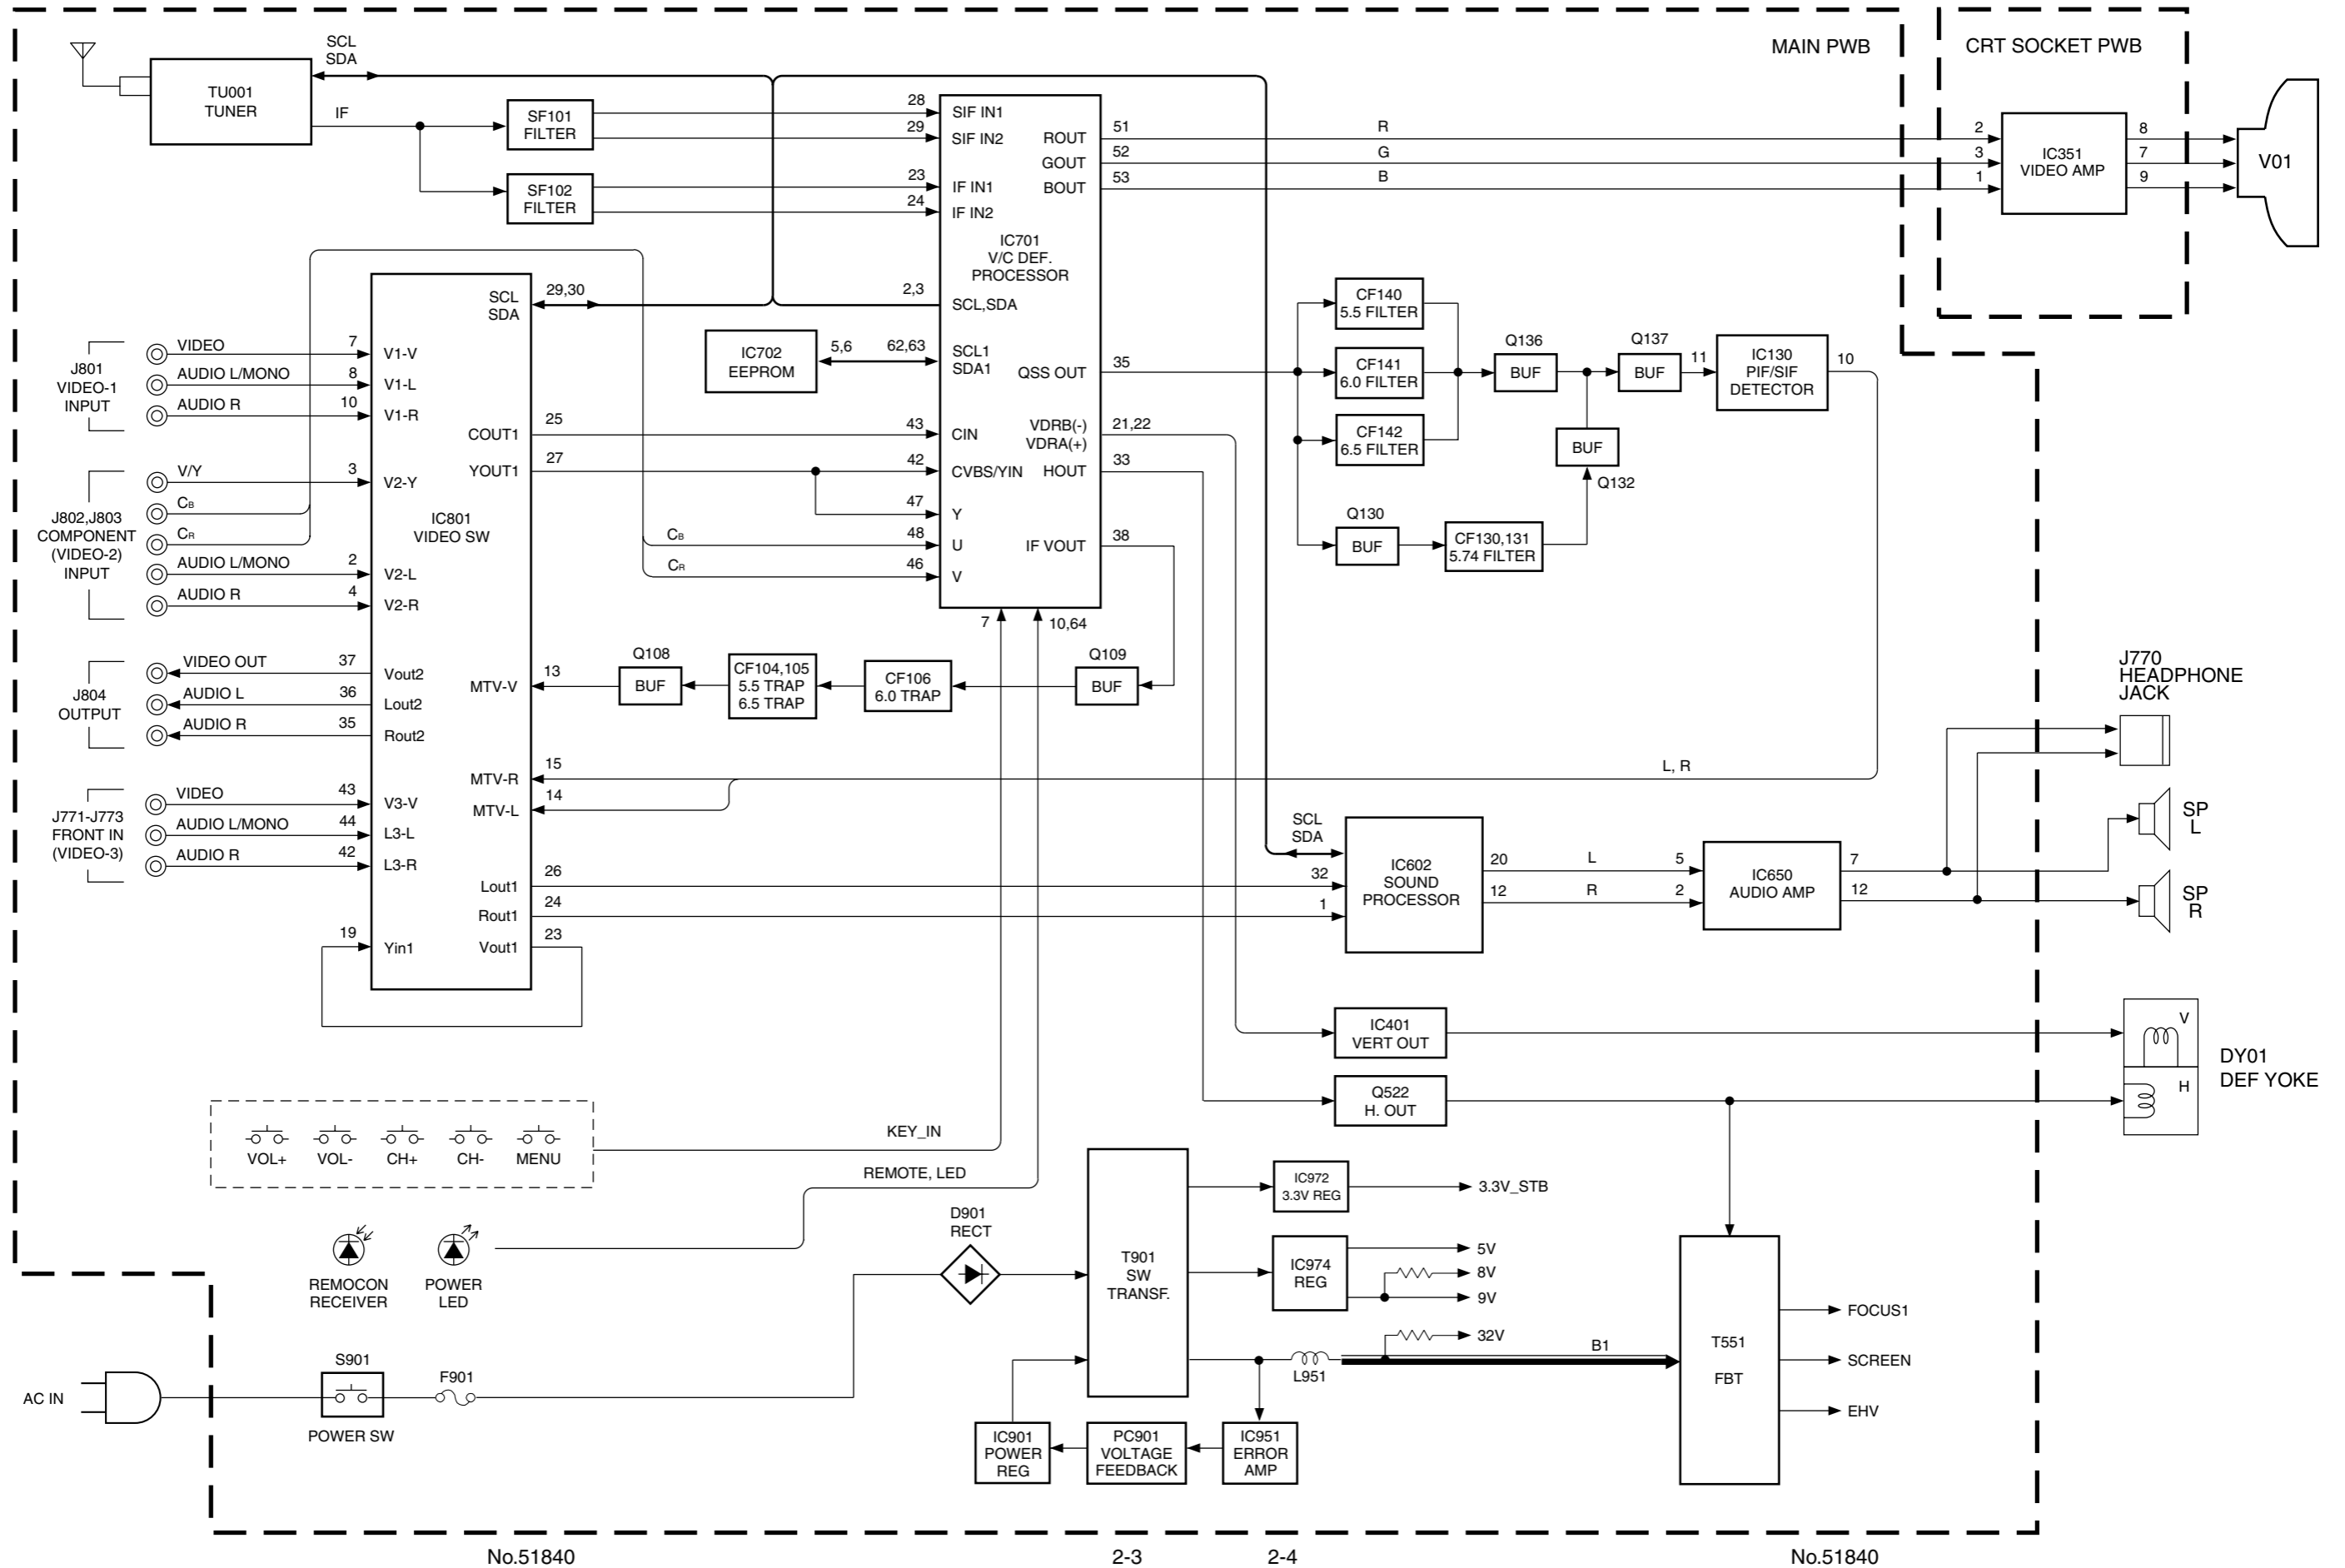 MAIN PWB
CRT SOCKET PWB
SCL
SDA
TU001
TUNER
IF
SF101
FILTER
SF102
FILTER
28
29
23
24
SIF IN1
SIF IN2
IF IN1
IF IN2
IC701
V/C DEF.
PROCESSOR
2,3
SCL,SDA
62,63
SCL1
SDA1
43
CIN
42
CVBS/YIN
47
Y
48
U
46
V
7
10,64
ROUT
GOUT
BOUT
51
52
53
R
G
B
2
3
1
IC351
VIDEO AMP
8
7
9
V01
QSS OUT
35
VDRB(-)
VDRA(+)
21,22
HOUT
33
IF VOUT
38
CF140
5.5 FILTER
CF141
6.0 FILTER
CF142
6.5 FILTER
Q136
BUF
Q137
BUF
11
IC130
PIF/SIF
DETECTOR
10
BUF
Q132
Q130
BUF
CF130,131
5.74 FILTER
IC702
EEPROM
5,6
J801
VIDEO-1
INPUT
VIDEO
AUDIO L/MONO
AUDIO R
7
8
10
V1-V
V1-L
V1-R
J802,J803
COMPONENT
(VIDEO-2)
INPUT
V/Y
CB
CR
AUDIO L/MONO
AUDIO R
3
2
4
V2-Y
V2-L
V2-R
J804
OUTPUT
VIDEO OUT
AUDIO L
AUDIO R
37
36
35
Vout2
Lout2
Rout2
J771-J773
FRONT IN
(VIDEO-3)
VIDEO
AUDIO L/MONO
AUDIO R
43
44
42
V3-V
L3-L
L3-R
19
Yin1
IC801
VIDEO SW
SCL
SDA
29,30
COUT1
25
YOUT1
27
CB
CR
MTV-V
13
MTV-R
15
MTV-L
14
Lout1
26
Rout1
24
Vout1
23
Q108
BUF
CF104,105
5.5 TRAP
6.5 TRAP
CF106
6.0 TRAP
Q109
BUF
L, R
SCL
SDA
32
1
IC602
SOUND
PROCESSOR
20
L
5
12
R
2
IC650
AUDIO AMP
7
12
J770
HEADPHONE
JACK
SP
L
SP
R
IC401
VERT OUT
Q522
H. OUT
V
H
DY01
DEF YOKE
VOL+
VOL-
CH+
CH-
MENU
KEY_IN
REMOTE, LED
REMOCON
RECEIVER
POWER
LED
AC IN
S901
POWER SW
F901
D901
RECT
T901
SW
TRANSF.
IC972
3.3V REG
3.3V_STB
IC974
REG
5V
8V
9V
32V
L951
B1
IC901
POWER
REG
PC901
VOLTAGE
FEEDBACK
IC951
ERROR
AMP
T551
FBT
FOCUS1
SCREEN
EHV
No.51840
2-3
2-4
No.51840